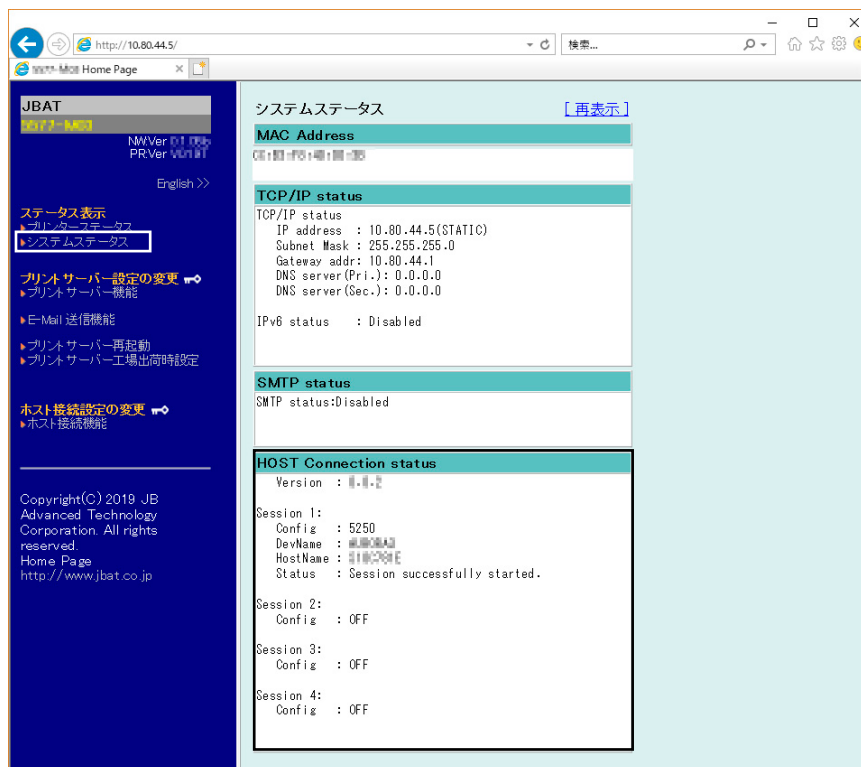 http://10.80.44.5/
検索...
Home Page
JBAT
NW.Ver
PR.Ver
English >>
ステータス表示
プリンターステータス
システムステータス
プリントサーバー設定の変更
プリントサーバー機能
E-Mail 送信機能
プリントサーバー再起動
プリントサーバー工場出荷時設定
ホスト接続設定の変更
ホスト接続機能
Copyright(C) 2019 JB
Advanced Technology
Corporation. All rights
reserved.
Home Page
http://www.jbat.co.jp
システムステータス [再表示]
MAC Address
TCP/IP status
TCP/IP status
IP address : 10.80.44.5(STATIC)
Subnet Mask : 255.255.255.0
Gateway addr: 10.80.44.1
DNS server(Pri.): 0.0.0.0
DNS server(Sec.): 0.0.0.0
IPv6 status : Disabled
SMTP status
SMTP status:Disabled
HOST Connection status
Version :
Session 1:
Config : 5250
DevName :
HostName :
Status : Session successfully started.
Session 2:
Config : OFF
Session 3:
Config : OFF
Session 4:
Config : OFF